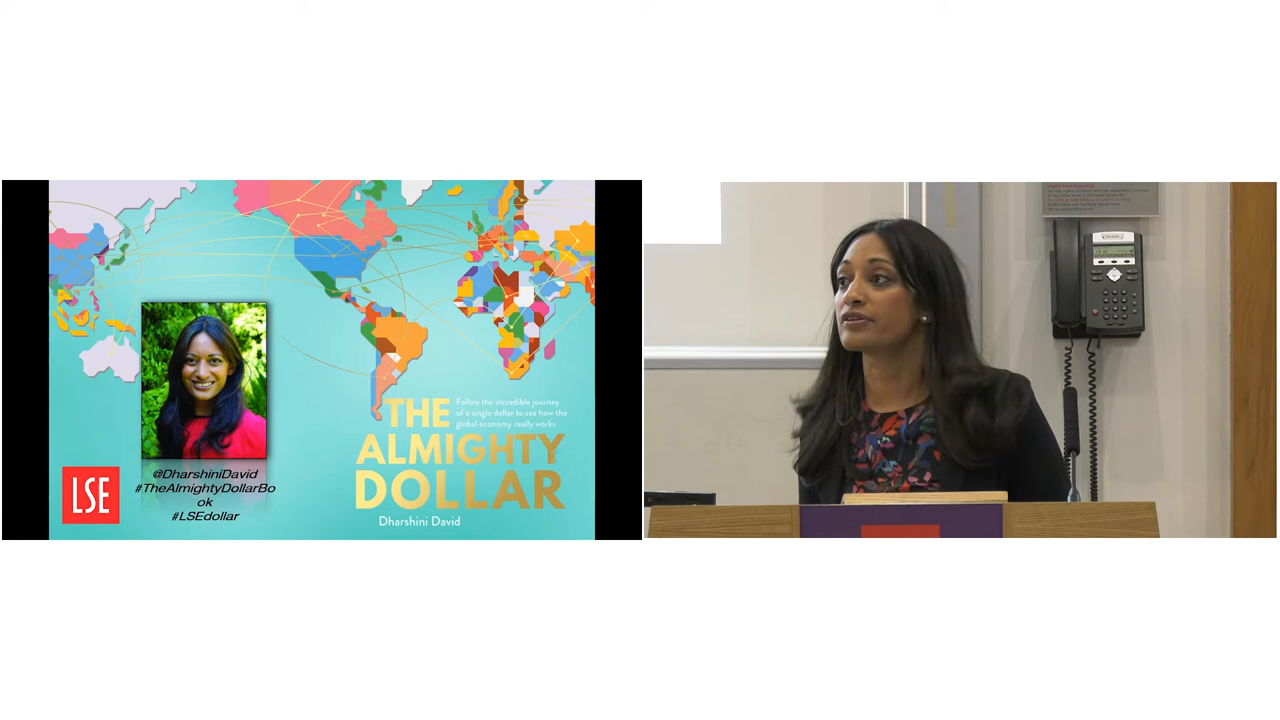 THE
Follow the incredible journey
of a single dollar to see how the
global economy really works
ALMIGHTY
DOLLAR
Dharshini David
LSE
@DharshiniDavid
#TheAlmightyDollarBo
ok
#LSEdollar